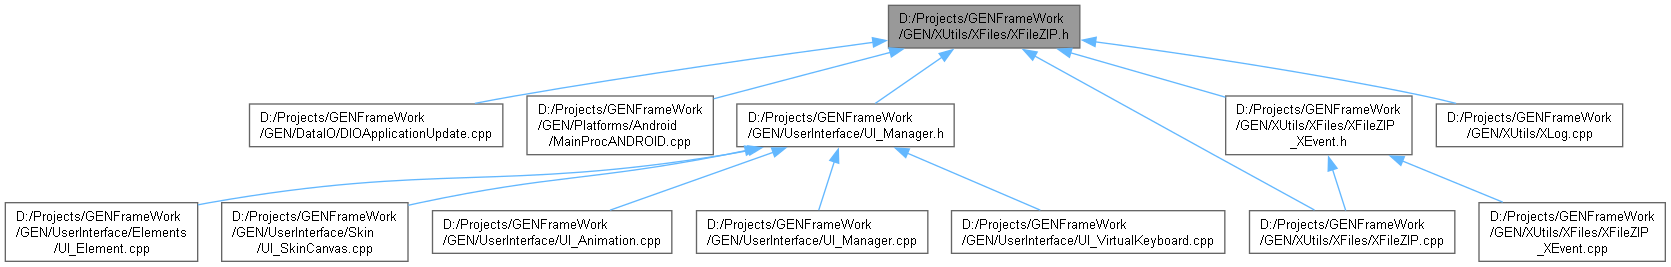 D:/Projects/GENFrameWork
/GEN/XUtils/XFiles/XFileZIP.h
D:/Projects/GENFrameWork
/GEN/DataIO/DIOApplicationUpdate.cpp
D:/Projects/GENFrameWork
/GEN/Platforms/Android
/MainProcANDROID.cpp
D:/Projects/GENFrameWork
/GEN/UserInterface/UI_Manager.h
D:/Projects/GENFrameWork
/GEN/XUtils/XFiles/XFileZIP
_XEvent.h
D:/Projects/GENFrameWork
/GEN/XUtils/XLog.cpp
D:/Projects/GENFrameWork
/GEN/UserInterface/Elements
/UI_Element.cpp
D:/Projects/GENFrameWork
/GEN/UserInterface/Skin
/UI_SkinCanvas.cpp
D:/Projects/GENFrameWork
/GEN/UserInterface/UI_Animation.cpp
D:/Projects/GENFrameWork
/GEN/UserInterface/UI_Manager.cpp
D:/Projects/GENFrameWork
/GEN/UserInterface/UI_VirtualKeyboard.cpp
D:/Projects/GENFrameWork
/GEN/XUtils/XFiles/XFileZIP.cpp
D:/Projects/GENFrameWork
/GEN/XUtils/XFiles/XFileZIP
_XEvent.cpp